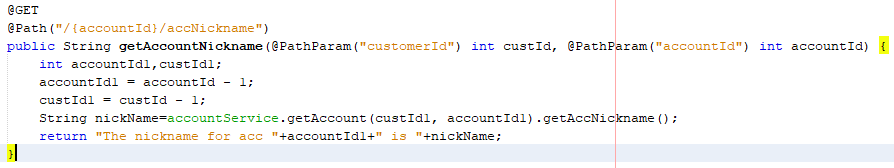 @GET
@Path("/{accountId}/accNickname")
public String getAccountNickname(@PathParam("customerId") int custId, @PathParam("accountId") int accountId) {
    int accountId1,custId1;
    accountId1 = accountId - 1;
    custId1 = custId - 1;
    String nickName=accountService.getAccount(custId1, accountId1).getAccNickname();
    return "The nickname for acc "+accountId1+" is "+nickName;
}